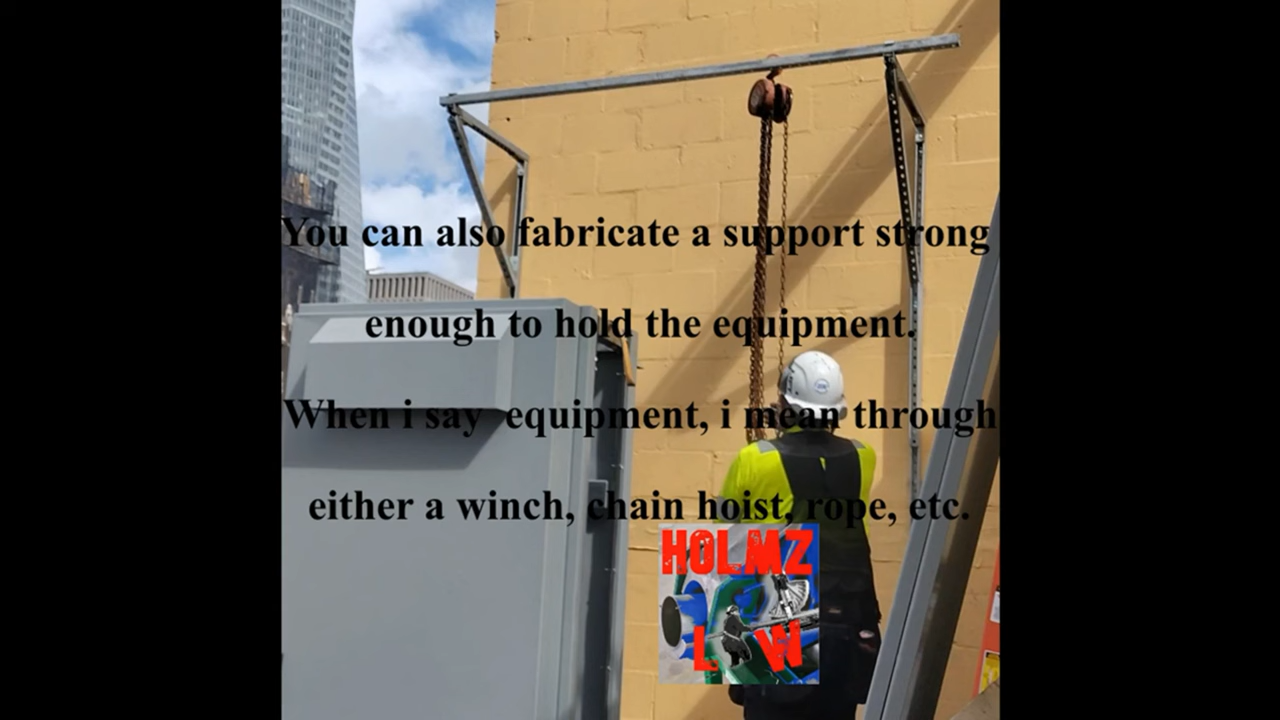 You can also fabricate a support strong
enough to hold the equipment.
When i say equipment, i mean through
either a winch, chain hoist, rope, etc.
HOLMZ
LAW